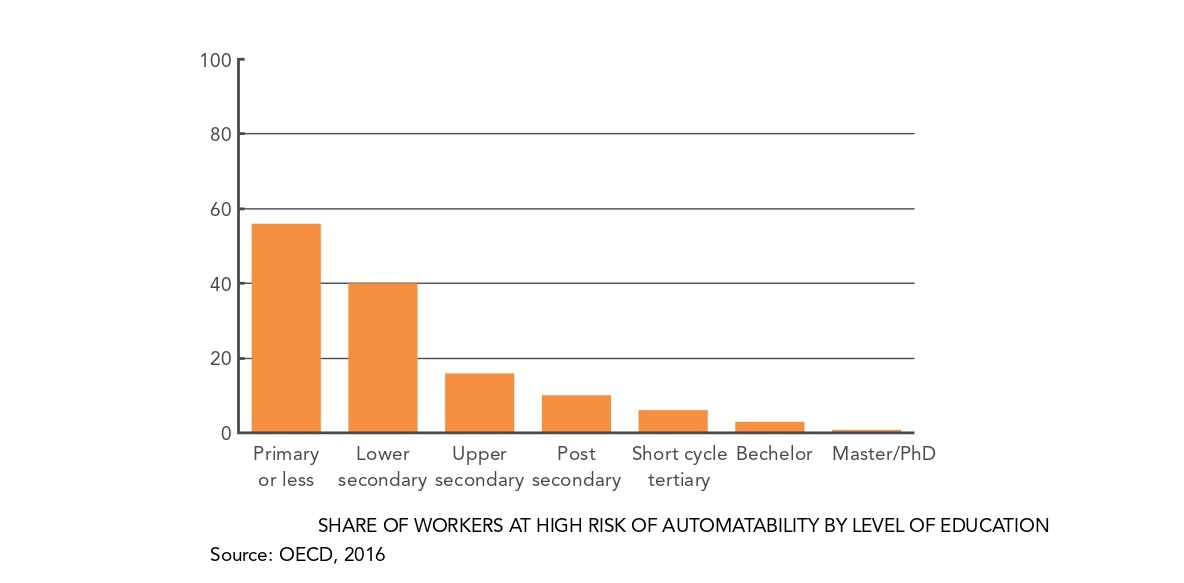 100
80
60
40
20
0
Primary or less
Lower secondary
Upper secondary
Post secondary
Short cycle tertiary
Bechelor
Master/PhD
SHARE OF WORKERS AT HIGH RISK OF AUTOMATABILITY BY LEVEL OF EDUCATION
Source: OECD, 2016